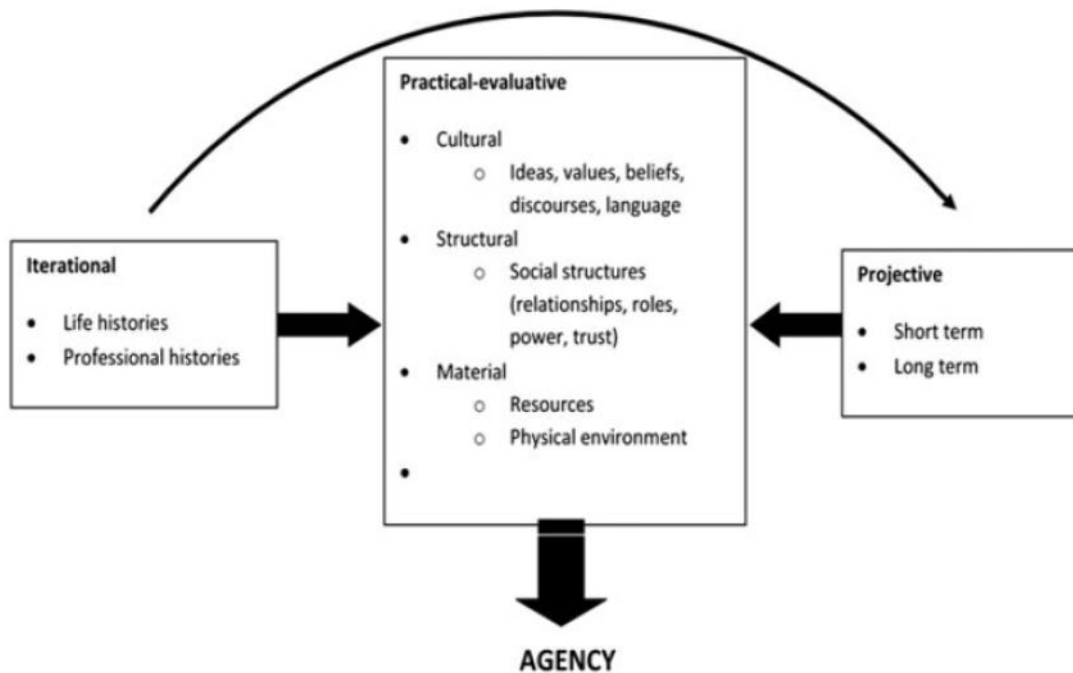 Practical-evaluative
• Cultural
o Ideas, values, beliefs,
discourses, language
• Structural
o Social structures
(relationships, roles,
power, trust)
• Material
o Resources
o Physical environment
•
Iterational
• Life histories
• Professional histories
Projective
• Short term
• Long term
AGENCY